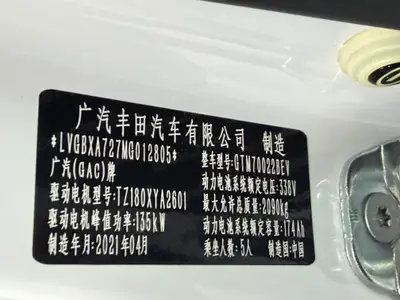 广汽丰田汽车有限公司 制造
*LVGBXA727MG012805* 整车型号:GTM70022BEV
广汽(GAC)牌 动力电池系统额定电压:338V
驱动电机型号:TZ180XYA2601 最大允许总质量:2090kg
驱动电机峰值功率:135kW 动力电池系统额定容量:174Ah
制造年月:2021年04月 乘坐人数:5人 制造国:中国